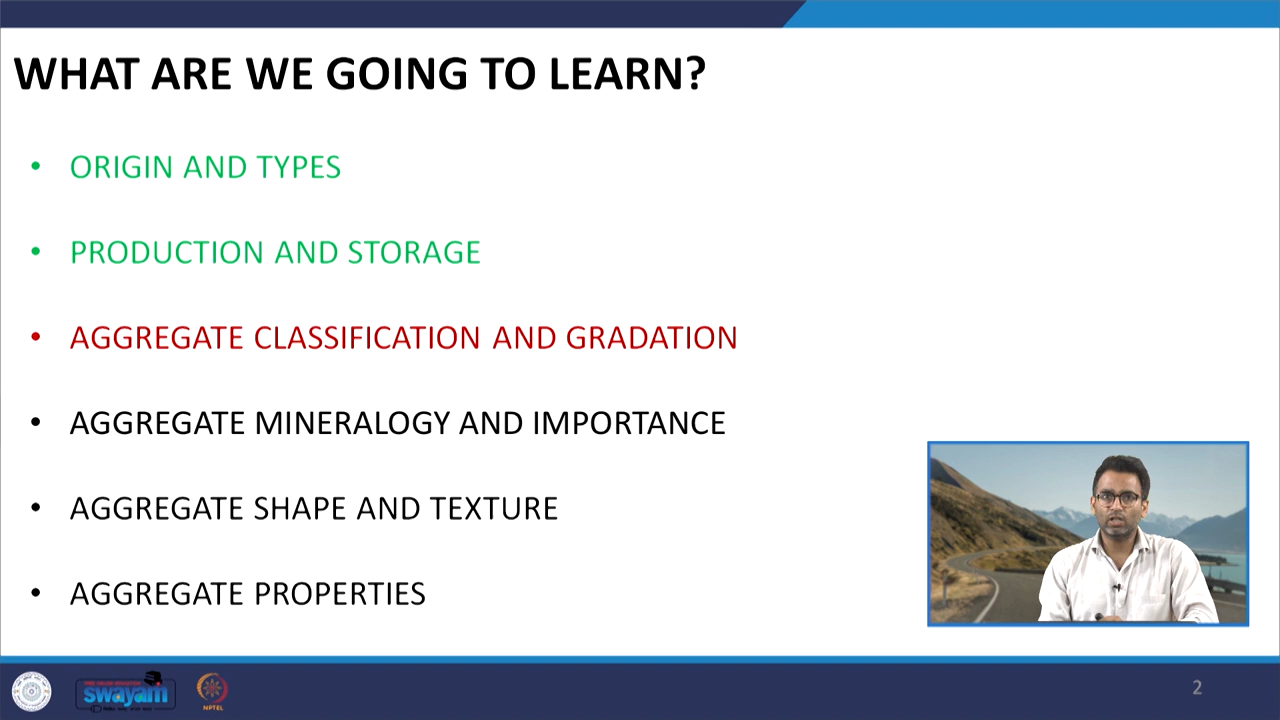 WHAT ARE WE GOING TO LEARN?
• ORIGIN AND TYPES
• PRODUCTION AND STORAGE
• AGGREGATE CLASSIFICATION AND GRADATION
• AGGREGATE MINERALOGY AND IMPORTANCE
• AGGREGATE SHAPE AND TEXTURE
• AGGREGATE PROPERTIES
swayam
NPTEL
2